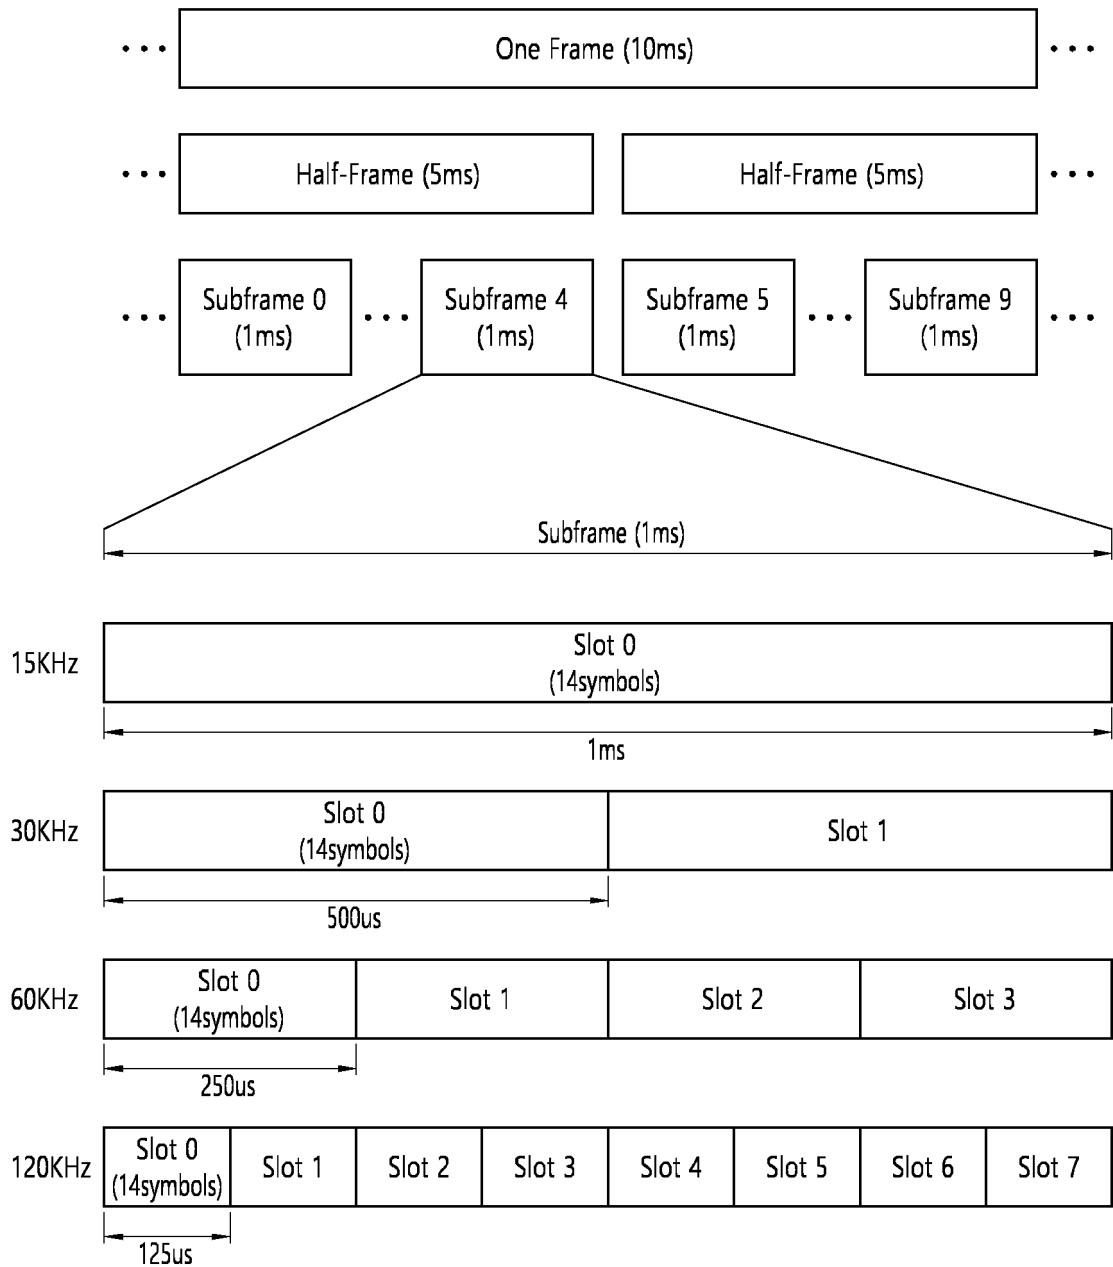 ··· One Frame (10ms) ···
··· Half-Frame (5ms) Half-Frame (5ms) ···
··· Subframe 0 ··· Subframe 4 Subframe 5 ··· Subframe 9 ···
(1ms) (1ms) (1ms) (1ms)
Subframe (1ms)
Slot 0
15KHz
(14symbols)
1ms
Slot 0
30KHz Slot 1
(14symbols)
500us
Slot 0
60KHz Slot 1 Slot 2 Slot 3
(14symbols)
250us
Slot 0
120KHz Slot 1 Slot 2 Slot 3 Slot 4 Slot 5 Slot 6 Slot 7
(14symbols)
125us